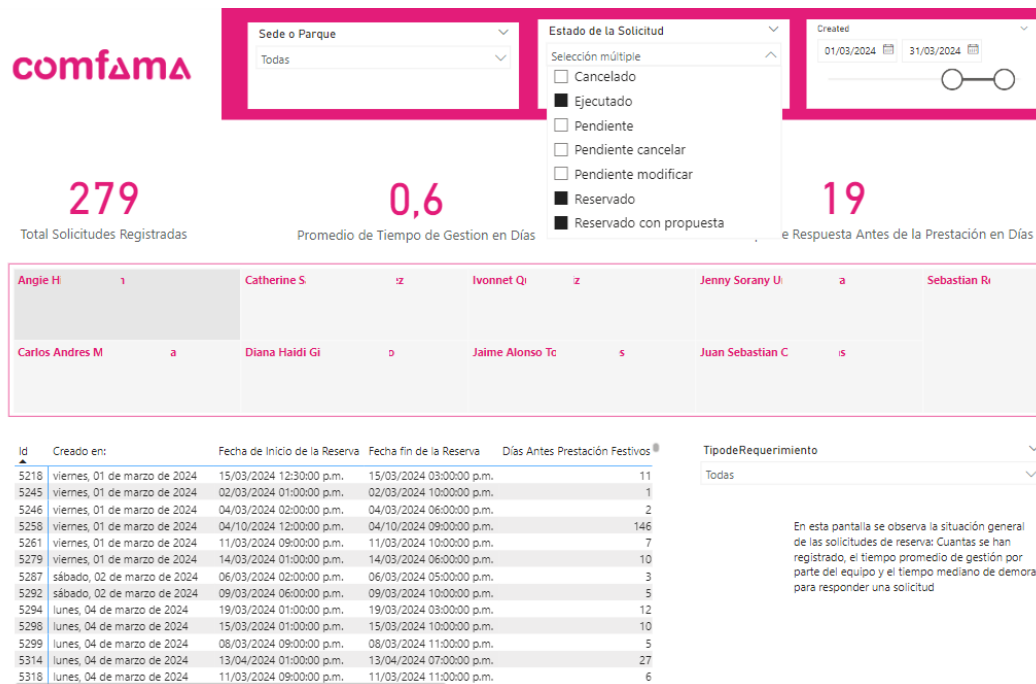 comfama
Sede o Parque
Todas
Estado de la Solicitud
Selección múltiple
Cancelado
Ejecutado
Pendiente
Pendiente cancelar
Pendiente modificar
Reservado
Reservado con propuesta
Created
01/03/2024 31/03/2024
279
Total Solicitudes Registradas
0,6
Promedio de Tiempo de Gestion en Días
19
e Respuesta Antes de la Prestación en Días
Angie H
Catherine S
Ivonnet Q
Jenny Sorany U
Sebastian R
Carlos Andres M
Diana Haidi Gi
Jaime Alonso To
Juan Sebastian C
Id Creado en: Fecha de Inicio de la Reserva Fecha fin de la Reserva Días Antes Prestación Festivos
5218 viernes, 01 de marzo de 2024 15/03/2024 12:30:00 p.m. 15/03/2024 03:00:00 p.m. 11
5245 viernes, 01 de marzo de 2024 02/03/2024 01:00:00 p.m. 02/03/2024 10:00:00 p.m. 1
5246 viernes, 01 de marzo de 2024 04/03/2024 02:00:00 p.m. 04/03/2024 06:00:00 p.m. 2
5258 viernes, 01 de marzo de 2024 04/10/2024 12:00:00 p.m. 04/10/2024 09:00:00 p.m. 146
5261 viernes, 01 de marzo de 2024 11/03/2024 09:00:00 p.m. 11/03/2024 10:00:00 p.m. 7
5279 viernes, 01 de marzo de 2024 14/03/2024 01:00:00 p.m. 14/03/2024 06:00:00 p.m. 10
5287 sábado, 02 de marzo de 2024 06/03/2024 02:00:00 p.m. 06/03/2024 05:00:00 p.m. 3
5292 sábado, 02 de marzo de 2024 09/03/2024 06:00:00 p.m. 09/03/2024 10:00:00 p.m. 5
5294 lunes, 04 de marzo de 2024 19/03/2024 01:00:00 p.m. 19/03/2024 03:00:00 p.m. 12
5298 lunes, 04 de marzo de 2024 15/03/2024 01:00:00 p.m. 15/03/2024 10:00:00 p.m. 10
5299 lunes, 04 de marzo de 2024 08/03/2024 09:00:00 p.m. 08/03/2024 11:00:00 p.m. 5
5314 lunes, 04 de marzo de 2024 13/04/2024 01:00:00 p.m. 13/04/2024 07:00:00 p.m. 27
5318 lunes, 04 de marzo de 2024 11/03/2024 09:00:00 p.m. 11/03/2024 11:00:00 p.m. 6
TipodeRequerimiento
Todas
En esta pantalla se observa la situación general
de las solicitudes de reserva: Cuantas se han
registrado, el tiempo promedio de gestión por
parte del equipo y el tiempo mediano de demora
para responder una solicitud